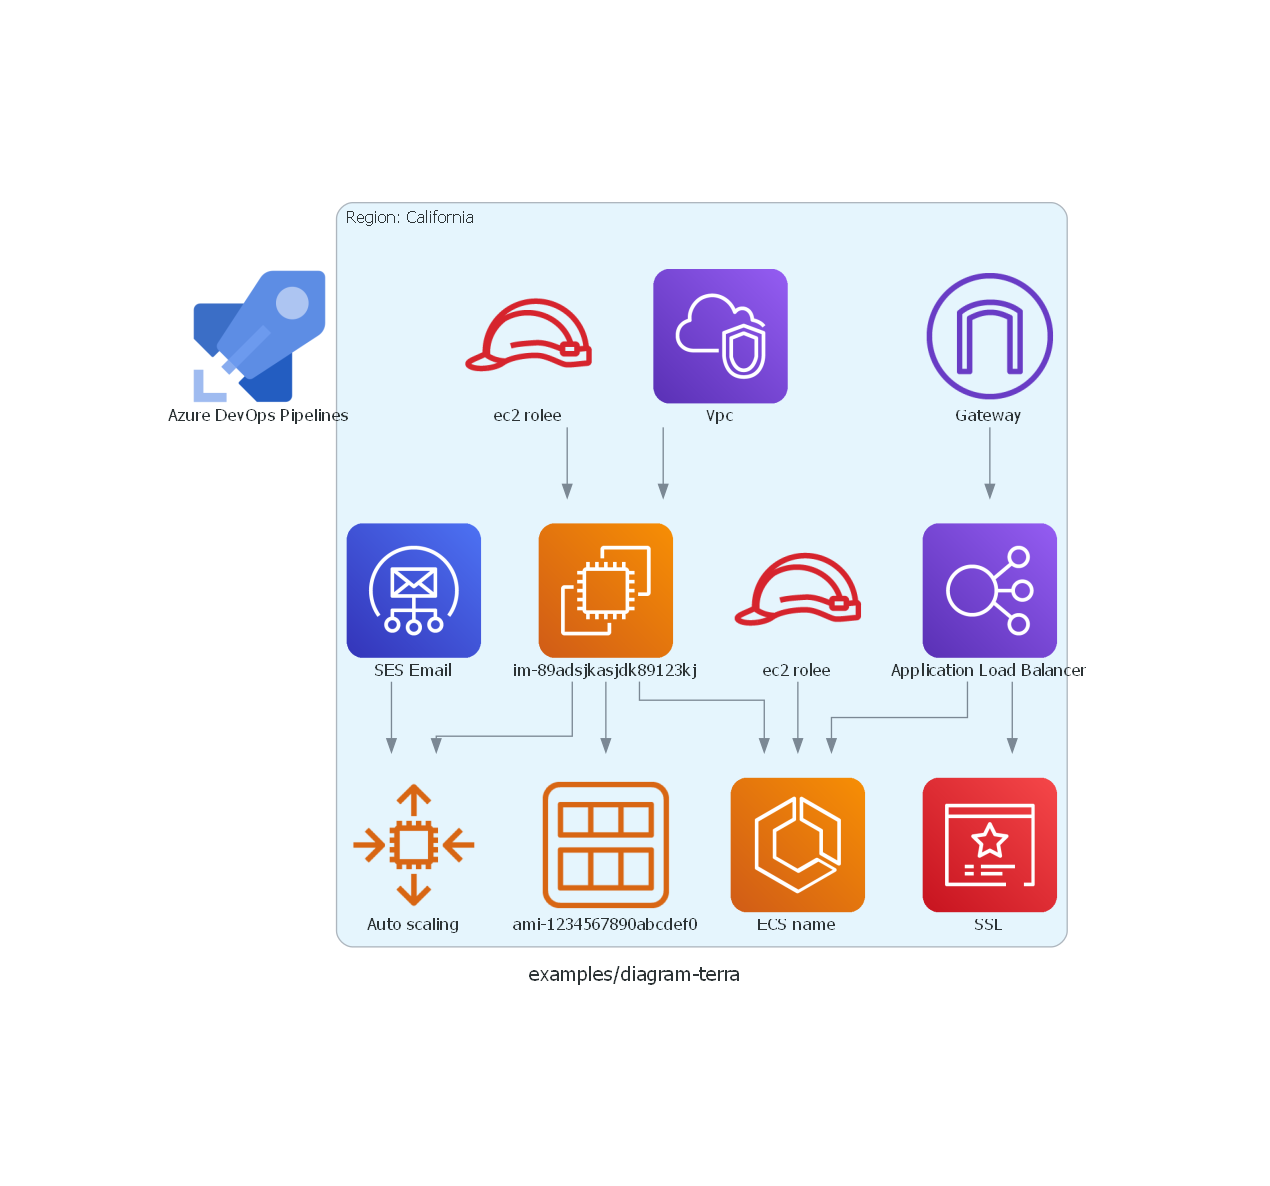 Region: California
Azure DevOps Pipelines
ec2 rolee
Vpc
Gateway
SES Email
im-89adsjkasjdk89123kj
ec2 rolee
Application Load Balancer
Auto scaling
ami-1234567890abcdef0
ECS name
SSL
examples/diagram-terra